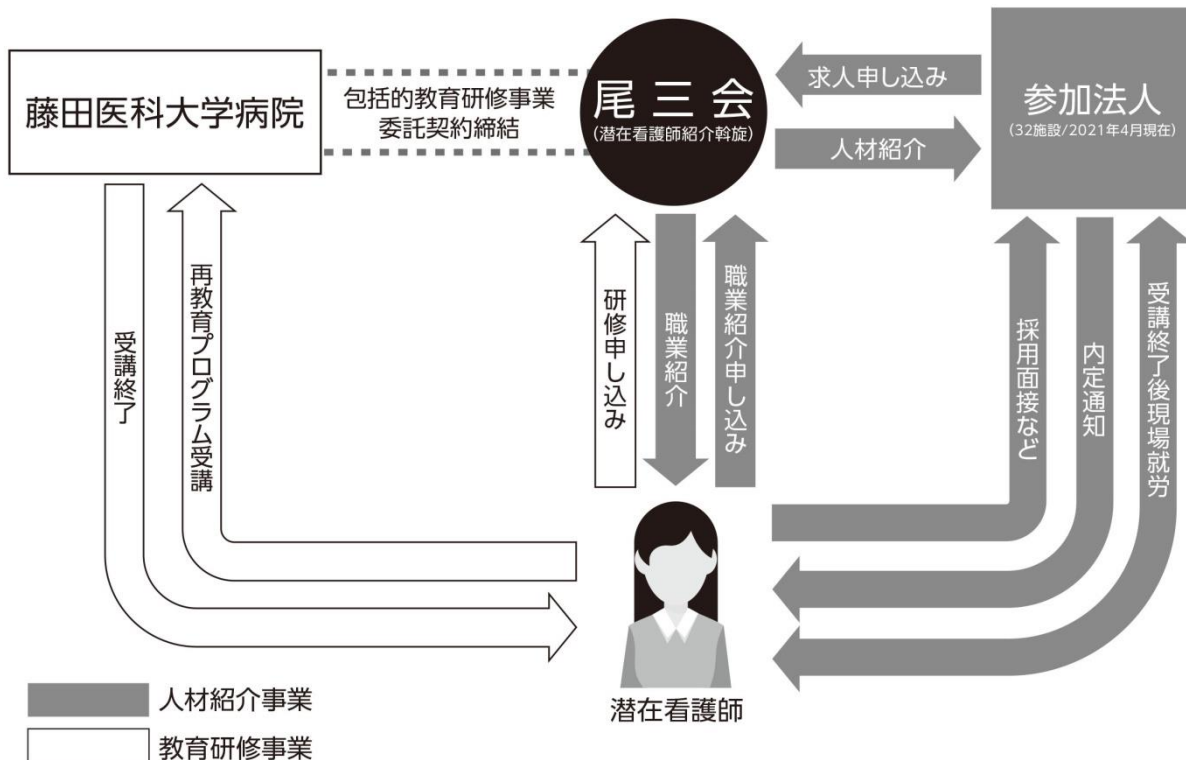 藤田医科大学病院
包括的教育研修事業
委託契約締結
尾三会
(潜在看護師紹介斡旋)
求人申し込み
人材紹介
参加法人
(32施設/2021年4月現在)
受講終了
再教育プログラム受講
研修申し込み
職業紹介
職業紹介申し込み
採用面接など
内定通知
受講終了後現場就労
潜在看護師
人材紹介事業
教育研修事業